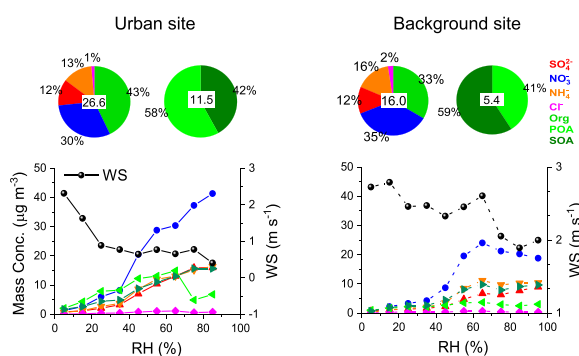 Urban site
Background site
1%
13%
12%
43%
26.6
30%
42%
11.5
58%
2%
16%
12%
33%
16.0
35%
41%
5.4
59%
SO₄²⁻
NO₃⁻
NH₄⁺
Cl⁻
Org
POA
SOA
Mass Conc. (μg m⁻³)
50
40
30
20
10
0
WS
3
2
1
0
-1
WS (m s⁻¹)
0 20 40 60 80 100
RH (%)
50
40
30
20
10
0
3
2
1
WS (m s⁻¹)
0 20 40 60 80 100
RH (%)